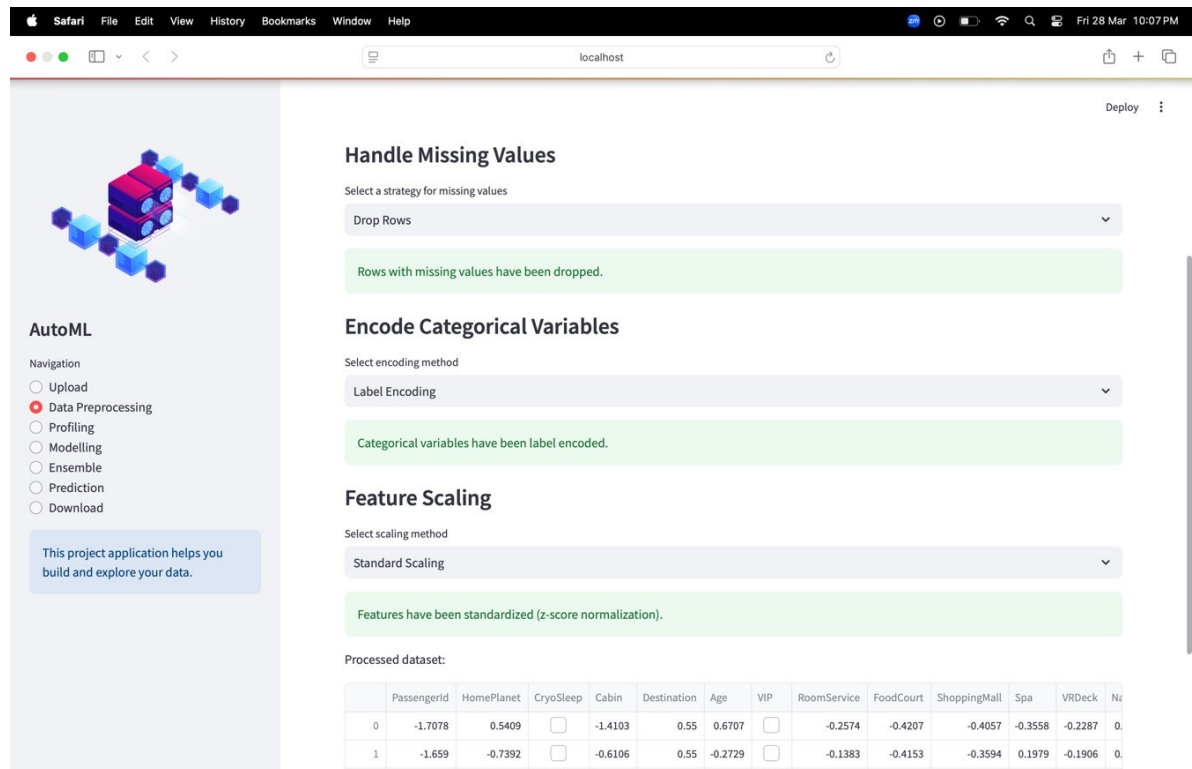 Safari File Edit View History Bookmarks Window Help zm Fri 28 Mar 10:07 PM
localhost
Deploy
AutoML
Navigation
Upload
Data Preprocessing
Profiling
Modelling
Ensemble
Prediction
Download
This project application helps you
build and explore your data.
Handle Missing Values
Select a strategy for missing values
Drop Rows
Rows with missing values have been dropped.
Encode Categorical Variables
Select encoding method
Label Encoding
Categorical variables have been label encoded.
Feature Scaling
Select scaling method
Standard Scaling
Features have been standardized (z-score normalization).
Processed dataset:
PassengerId HomePlanet CryoSleep Cabin Destination Age VIP RoomService FoodCourt ShoppingMall Spa VRDeck Na
0 -1.7078 0.5409 -1.4103 0.55 0.6707 -0.2574 -0.4207 -0.4057 -0.3558 -0.2287 0.
1 -1.659 -0.7392 -0.6106 0.55 -0.2729 -0.1383 -0.4153 -0.3594 0.1979 -0.1906 0.